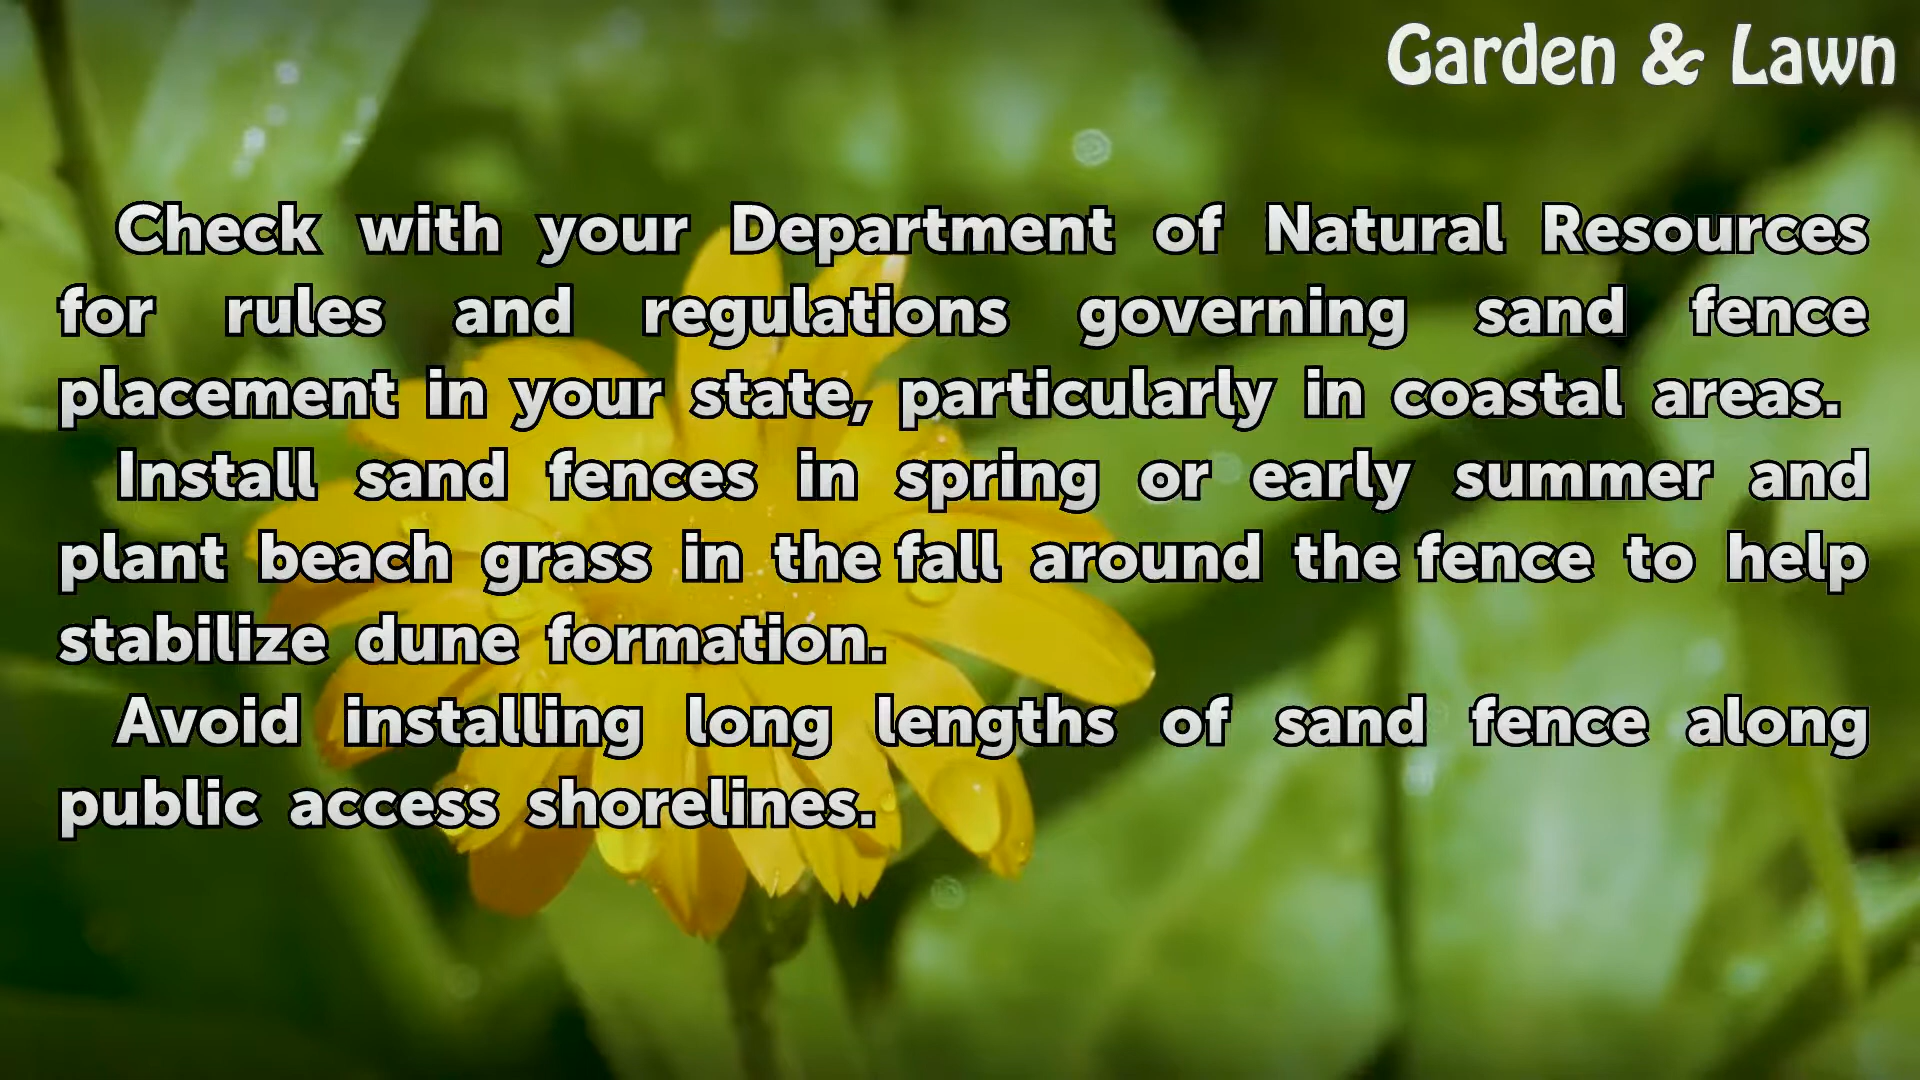 Garden & Lawn
Check with your Department of Natural Resources
for rules and regulations governing sand fence
placement in your state, particularly in coastal areas.
Install sand fences in spring or early summer and
plant beach grass in the fall around the fence to help
stabilize dune formation.
Avoid installing long lengths of sand fence along
public access shorelines.